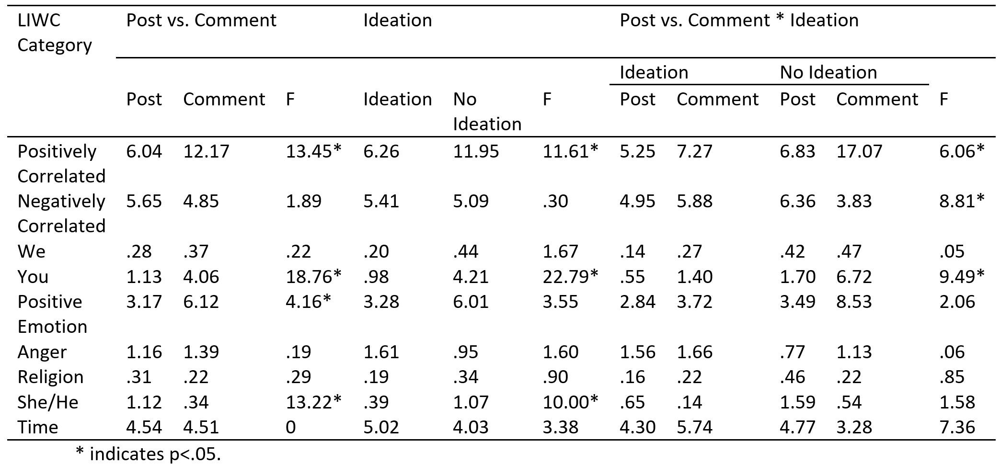 LIWC Category Post vs. Comment Ideation Post vs. Comment * Ideation
Ideation No Ideation
Post Comment F Ideation No Ideation F Post Comment Post Comment F
Positively Correlated 6.04 12.17 13.45* 6.26 11.95 11.61* 5.25 7.27 6.83 17.07 6.06*
Negatively Correlated 5.65 4.85 1.89 5.41 5.09 .30 4.95 5.88 6.36 3.83 8.81*
We .28 .37 .22 .20 .44 1.67 .14 .27 .42 .47 .05
You 1.13 4.06 18.76* .98 4.21 22.79* .55 1.40 1.70 6.72 9.49*
Positive Emotion 3.17 6.12 4.16* 3.28 6.01 3.55 2.84 3.72 3.49 8.53 2.06
Anger 1.16 1.39 .19 1.61 .95 1.60 1.56 1.66 .77 1.13 .06
Religion .31 .22 .29 .19 .34 .90 .16 .22 .46 .22 .85
She/He 1.12 .34 13.22* .39 1.07 10.00* .65 .14 1.59 .54 1.58
Time 4.54 4.51 0 5.02 4.03 3.38 4.30 5.74 4.77 3.28 7.36
* indicates p<.05.